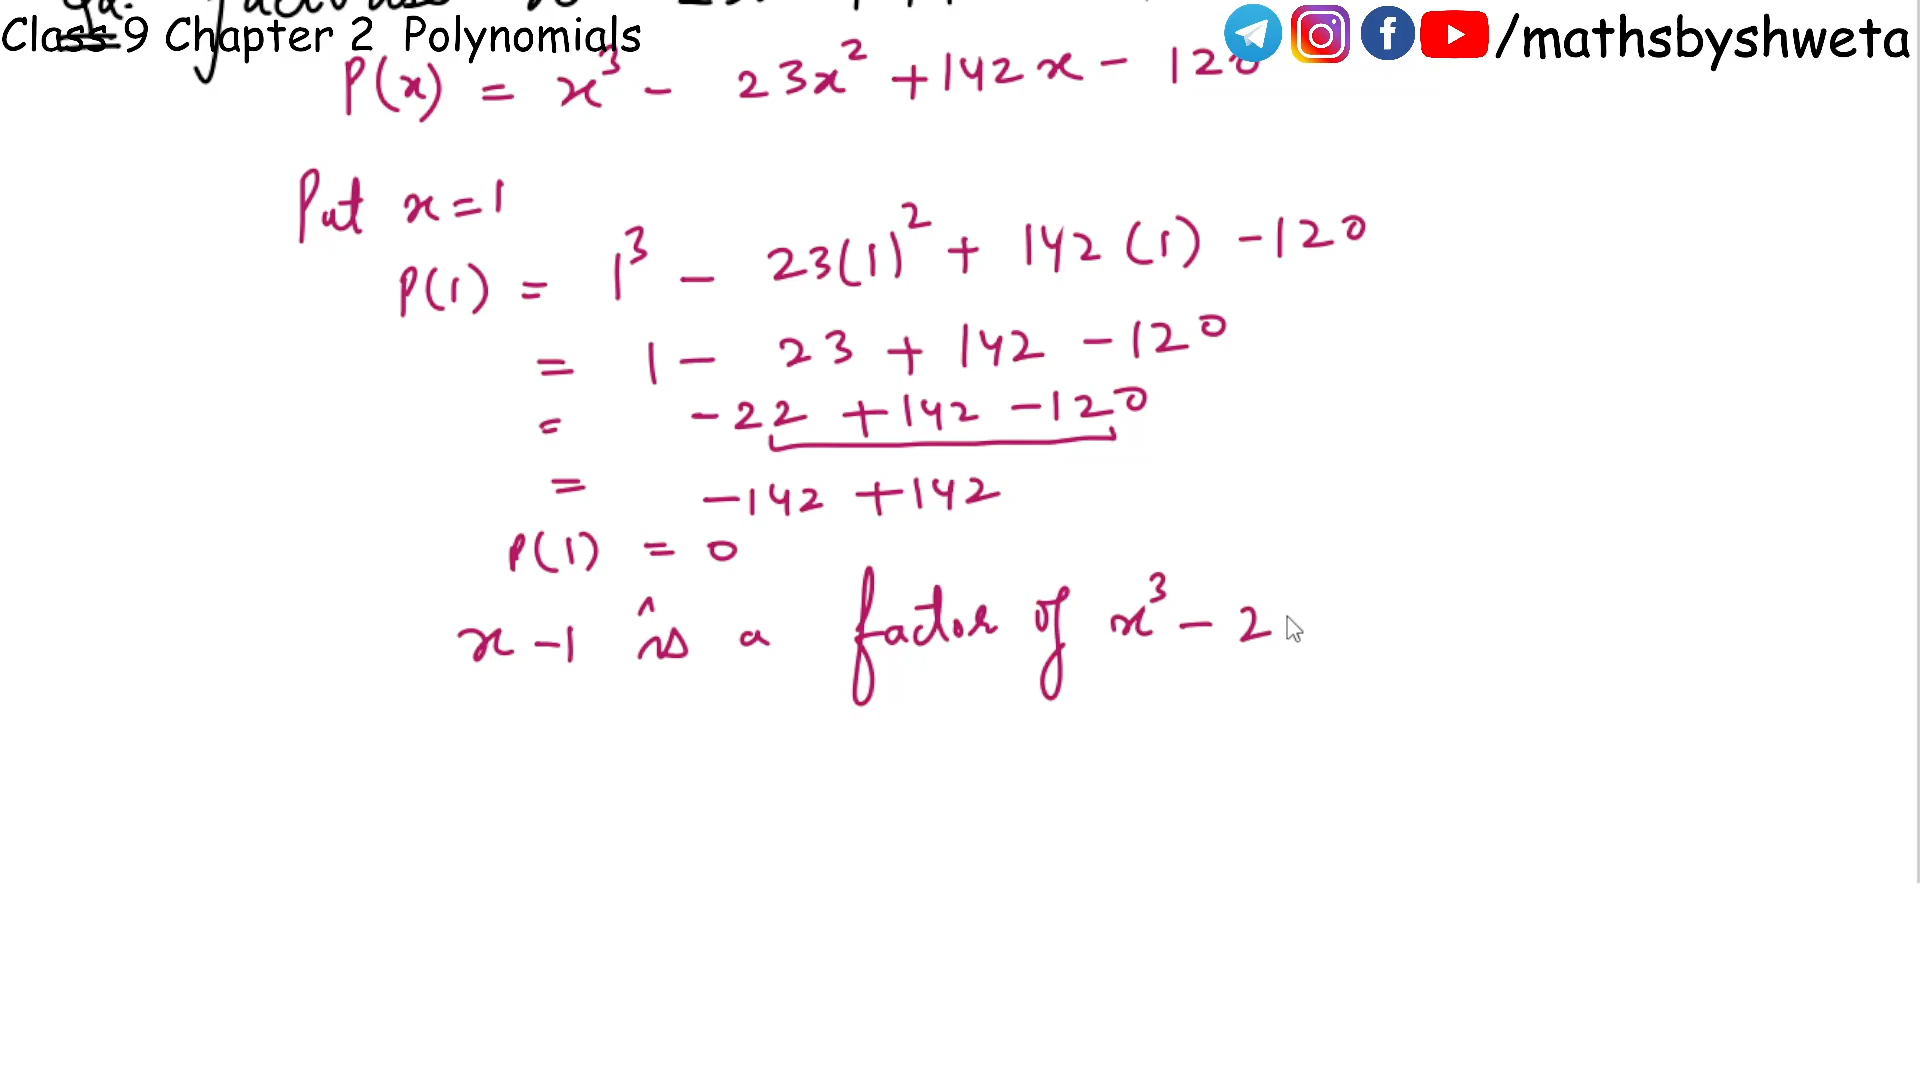 Class 9 Chapter 2 Polynomials
/mathsbyshweta
P(x) = x³ - 23x² + 142x - 120
Put x = 1
P(1) = 1³ - 23(1)² + 142 (1) - 120
= 1 - 23 + 142 - 120
= -22 + 142 - 120
= -142 + 142
P(1) = 0
x - 1 is a factor of x³ - 2